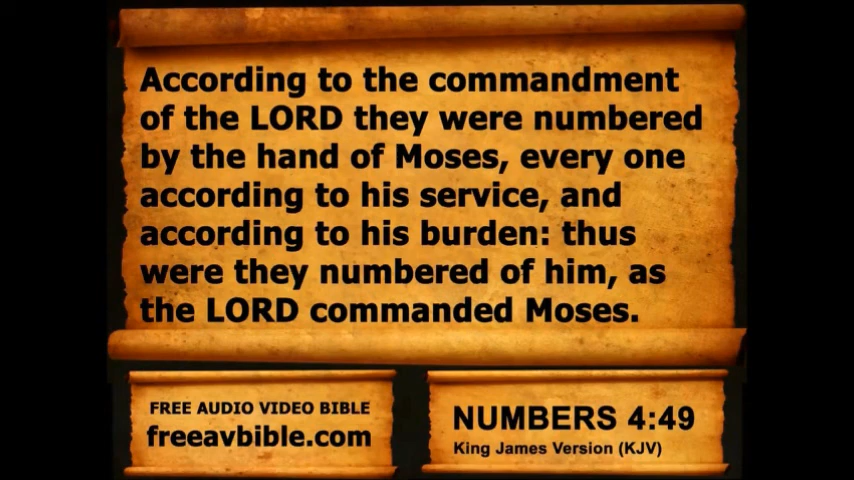 According to the commandment
of the LORD they were numbered
by the hand of Moses, every one
according to his service, and
according to his burden: thus
were they numbered of him, as
the LORD commanded Moses.
FREE AUDIO VIDEO BIBLE
freeavbible.com
NUMBERS 4:49
King James Version (KJV)